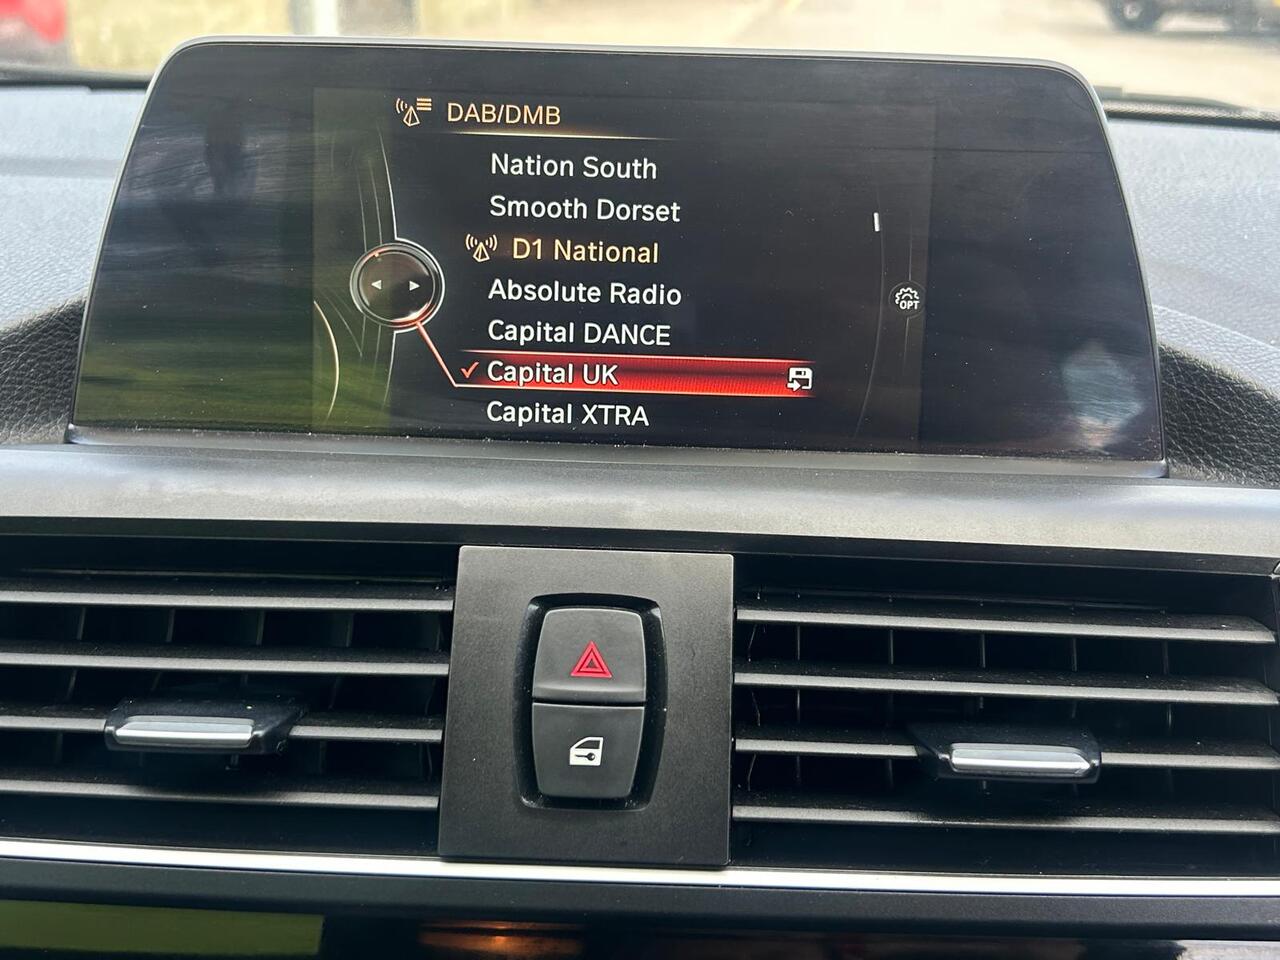 DAB/DMB
Nation South
Smooth Dorset
D1 National
Absolute Radio
OPT
Capital DANCE
Capital UK
Capital XTRA